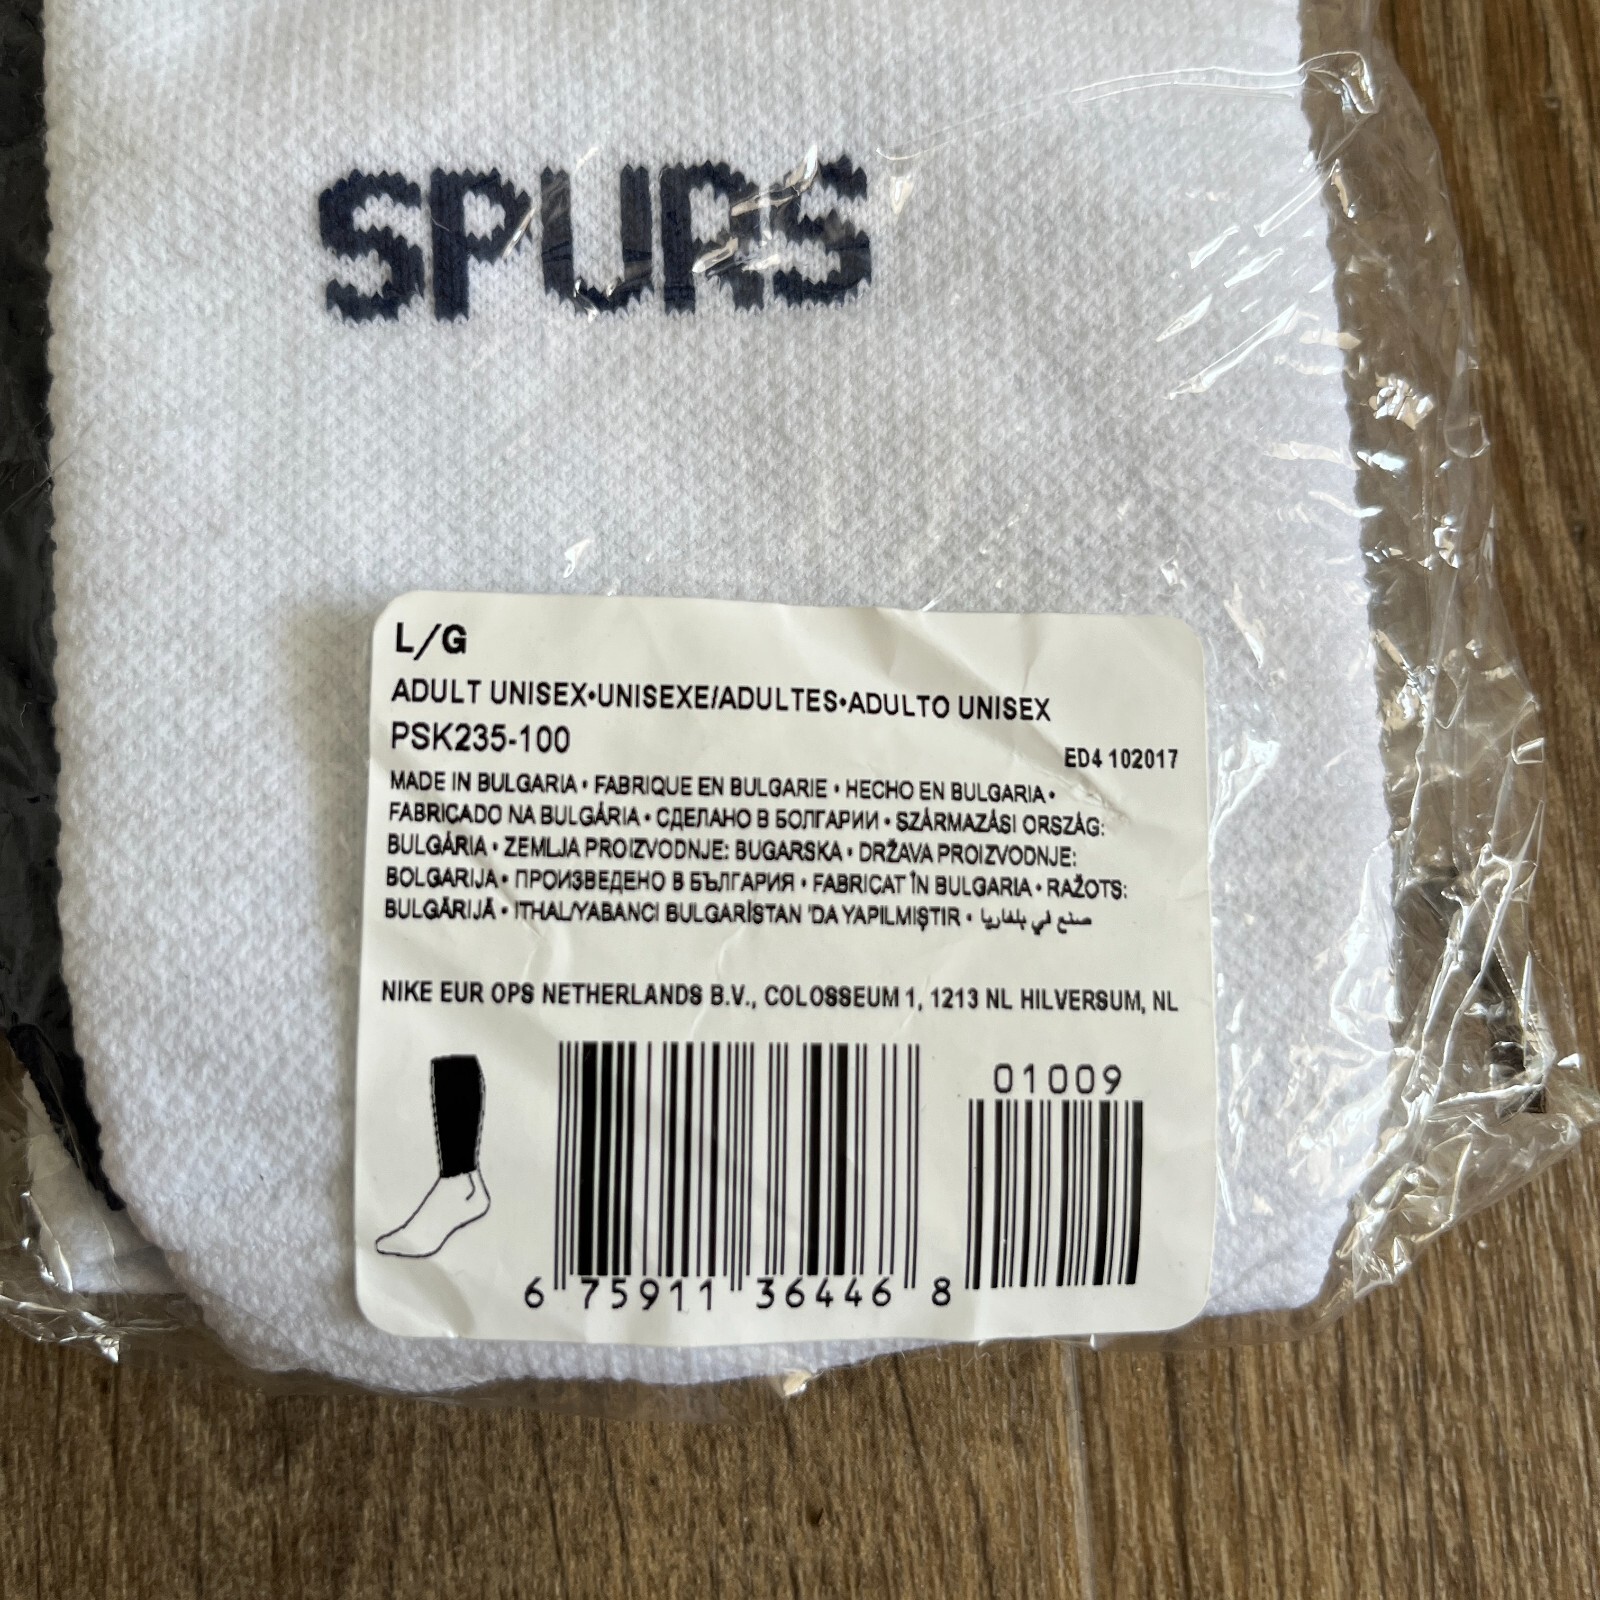 SPURS
L/G
ADULT UNISEX•UNISEXE/ADULTES•ADULTO UNISEX
PSK235-100
ED4 102017
MADE IN BULGARIA • FABRIQUE EN BULGARIE • HECHO EN BULGARIA •
FABRICADO NA BULGÁRIA • СДЕЛАНО В БОЛГАРИИ • SZÁRMAZÁSI ORSZÁG:
BULGÁRIA • ZEMLJA PROIZVODNJE: BUGARSKA • DRŽAVA PROIZVODNJE:
BOLGARIJA • ПРОИЗВЕДЕНО В БЪЛГАРИЯ • FABRICAT ÎN BULGARIA • RAŽOTS:
BULGĀRIJĀ • ITHAL/YABANCI BULGARİSTAN 'DA YAPILMIŞTIR • صنع في بلغاريا
NIKE EUR OPS NETHERLANDS B.V., COLOSSEUM 1, 1213 NL HILVERSUM, NL
01009
6 75911 36446 8